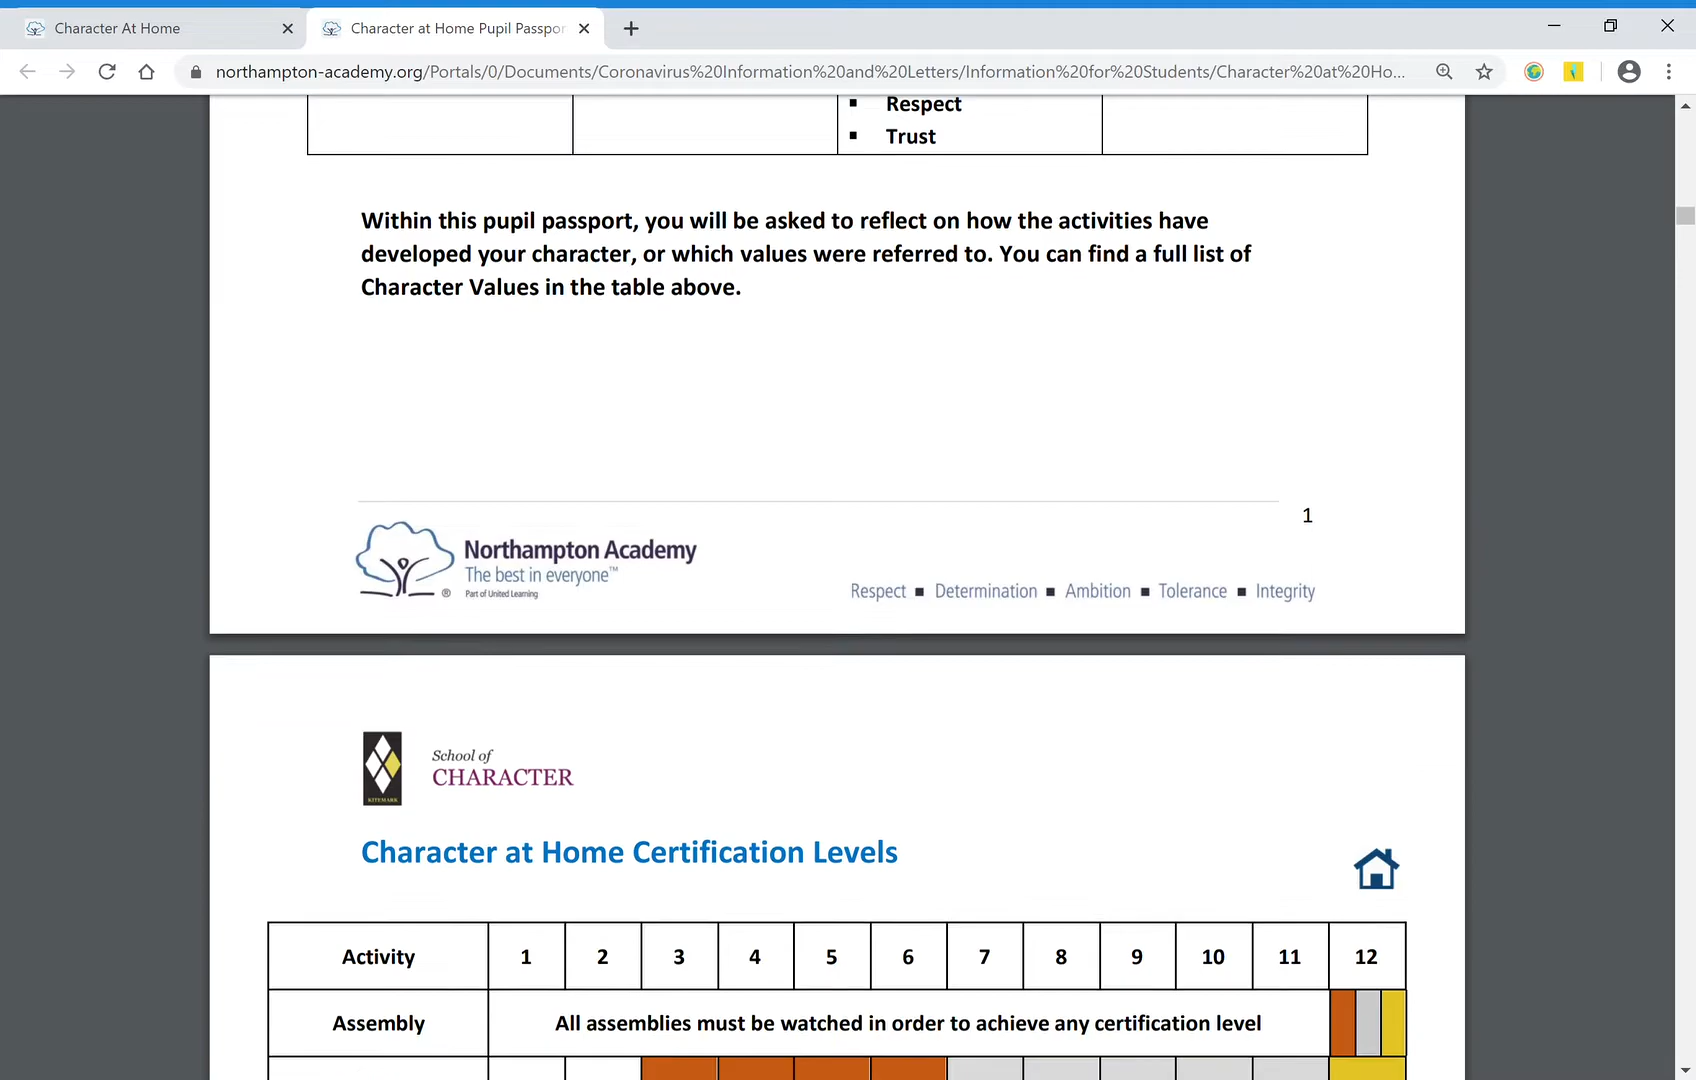 Character At Home
Character at Home Pupil Passpor
northampton-academy.org/Portals/0/Documents/Coronavirus%20Information%20and%20Letters/Information%20for%20Students/Character%20at%20Ho...
▪ Respect
▪ Trust
Within this pupil passport, you will be asked to reflect on how the activities have
developed your character, or which values were referred to. You can find a full list of
Character Values in the table above.
1
Northampton Academy
The best in everyone™
Part of United Learning
®
Respect ■ Determination ■ Ambition ■ Tolerance ■ Integrity
KITEMARK
School of
CHARACTER
Character at Home Certification Levels
Activity 1 2 3 4 5 6 7 8 9 10 11 12
Assembly All assemblies must be watched in order to achieve any certification level